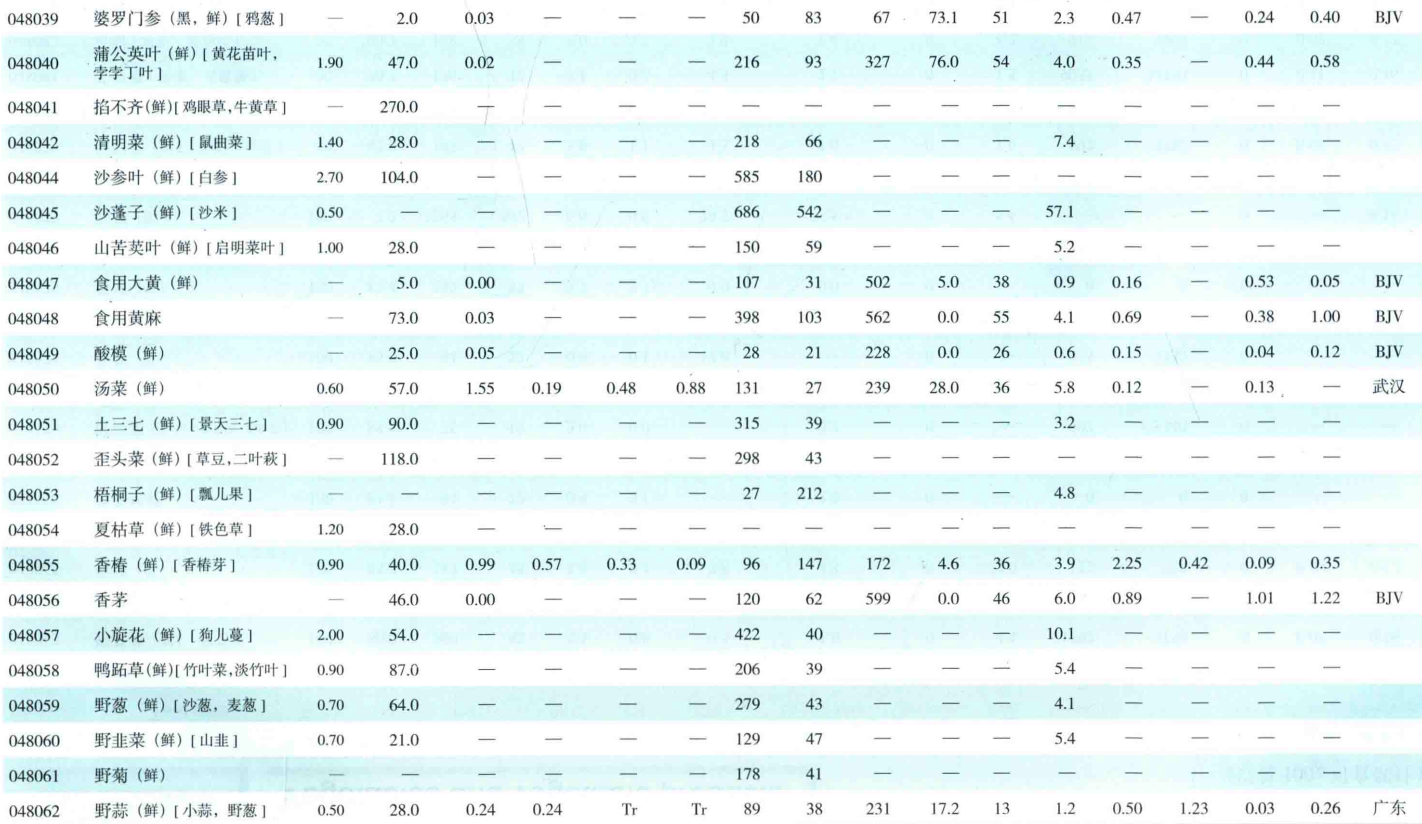 048039 婆罗门参（黑，鲜）[鸦葱] — 2.0 0.03 — — — 50 83 67 73.1 51 2.3 0.47 — 0.24 0.40 BJV
048040 蒲公英叶（鲜）[黄花苗叶，孛孛丁叶] 1.90 47.0 0.02 — — — 216 93 327 76.0 54 4.0 0.35 — 0.44 0.58
048041 掐不齐（鲜）[鸡眼草，牛黄草] — 270.0 — — — — — — — — — — — — — —
048042 清明菜（鲜）[鼠曲菜] 1.40 28.0 — — — — 218 66 — — — 7.4 — — — —
048044 沙参叶（鲜）[白参] 2.70 104.0 — — — — 585 180 — — — — — — — —
048045 沙蓬子（鲜）[沙米] 0.50 — — — — — 686 542 — — — 57.1 — — — —
048046 山苦荬叶（鲜）[启明菜叶] 1.00 28.0 — — — — 150 59 — — — 5.2 — — — —
048047 食用大黄（鲜） — 5.0 0.00 — — — 107 31 502 5.0 38 0.9 0.16 — 0.53 0.05 BJV
048048 食用黄麻 — 73.0 0.03 — — — 398 103 562 0.0 55 4.1 0.69 — 0.38 1.00 BJV
048049 酸模（鲜） — 25.0 0.05 — — — 28 21 228 0.0 26 0.6 0.15 — 0.04 0.12 BJV
048050 汤菜（鲜） 0.60 57.0 1.55 0.19 0.48 0.88 131 27 239 28.0 36 5.8 0.12 — 0.13 — 武汉
048051 土三七（鲜）[景天三七] 0.90 90.0 — — — — 315 39 — — — 3.2 — — — —
048052 歪头菜（鲜）[草豆，二叶萩] — 118.0 — — — — 298 43 — — — — — — — —
048053 梧桐子（鲜）[瓢儿果] — — — — — — 27 212 — — — 4.8 — — — —
048054 夏枯草（鲜）[铁色草] 1.20 28.0 — — — — — — — — — — — — — —
048055 香椿（鲜）[香椿芽] 0.90 40.0 0.99 0.57 0.33 0.09 96 147 172 4.6 36 3.9 2.25 0.42 0.09 0.35
048056 香茅 — 46.0 0.00 — — — 120 62 599 0.0 46 6.0 0.89 — 1.01 1.22 BJV
048057 小旋花（鲜）[狗儿蔓] 2.00 54.0 — — — — 422 40 — — — 10.1 — — — —
048058 鸭跖草（鲜）[竹叶菜，淡竹叶] 0.90 87.0 — — — — 206 39 — — — 5.4 — — — —
048059 野葱（鲜）[沙葱，麦葱] 0.70 64.0 — — — — 279 43 — — — 4.1 — — — —
048060 野韭菜（鲜）[山韭] 0.70 21.0 — — — — 129 47 — — — 5.4 — — — —
048061 野菊（鲜） — — — — — — 178 41 — — — — — — — —
048062 野蒜（鲜）[小蒜，野葱] 0.50 28.0 0.24 0.24 Tr Tr 89 38 231 17.2 13 1.2 0.50 1.23 0.03 0.26 广东